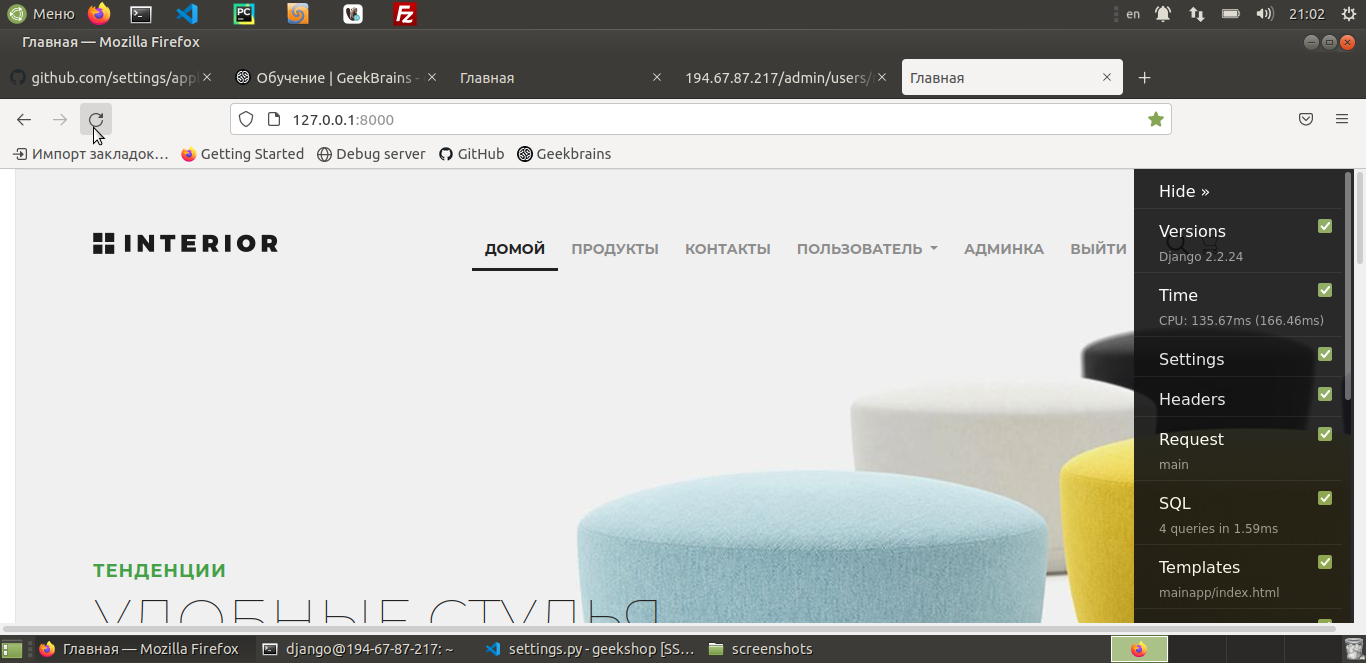 Меню
en
21:02
Главная — Mozilla Firefox
github.com/settings/appl
Обучение | GeekBrains -
Главная
194.67.87.217/admin/users/
Главная
127.0.0.1:8000
Импорт закладок...
Getting Started
Debug server
GitHub
Geekbrains
INTERIOR
ДОМОЙ
ПРОДУКТЫ
КОНТАКТЫ
ПОЛЬЗОВАТЕЛЬ
АДМИНКА
ВЫЙТИ
Hide »
Versions
Django 2.2.24
Time
CPU: 135.67ms (166.46ms)
Settings
Headers
Request
main
SQL
4 queries in 1.59ms
Templates
mainapp/index.html
ТЕНДЕНЦИИ
УДОБНЫЕ СТУЛЬЯ
Главная — Mozilla Firefox
django@194-67-87-217: ~
settings.py - geekshop [SS...
screenshots